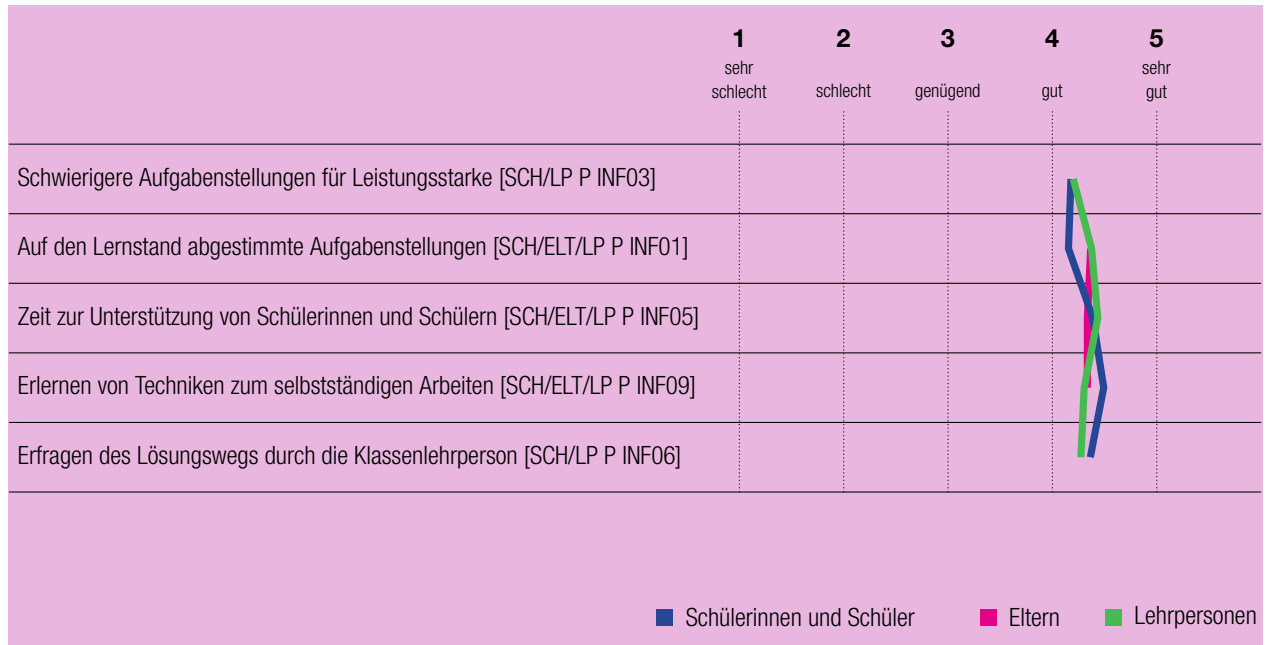 1 2 3 4 5
sehr schlecht schlecht genügend gut sehr gut
Schwierigere Aufgabenstellungen für Leistungsstarke [SCH/LP P INF03]
Auf den Lernstand abgestimmte Aufgabenstellungen [SCH/ELT/LP P INF01]
Zeit zur Unterstützung von Schülerinnen und Schülern [SCH/ELT/LP P INF05]
Erlernen von Techniken zum selbstständigen Arbeiten [SCH/ELT/LP P INF09]
Erfragen des Lösungswegs durch die Klassenlehrperson [SCH/LP P INF06]
Schülerinnen und Schüler Eltern Lehrpersonen